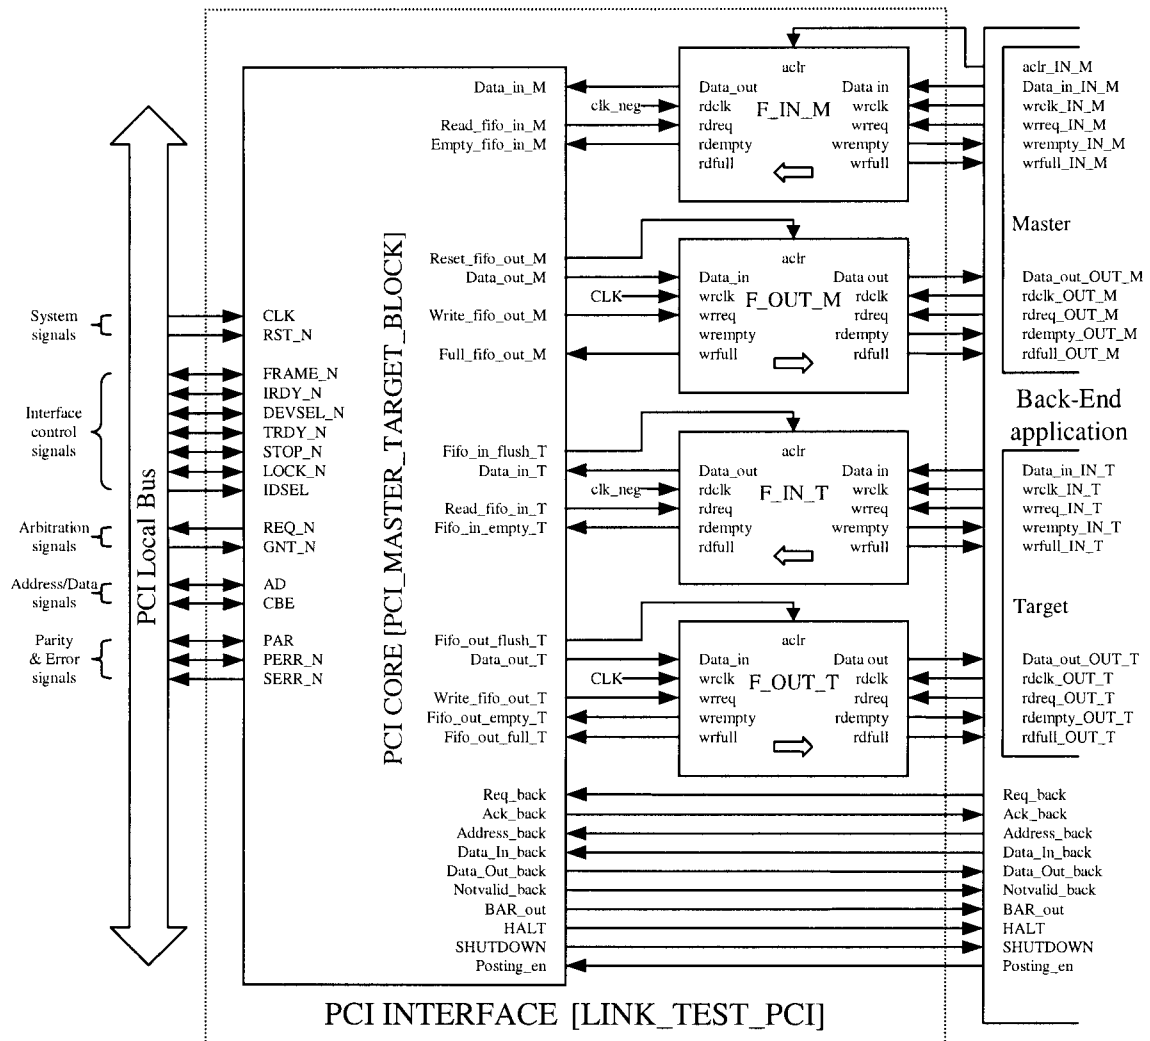 System
signals
Interface
control
signals
Arbitration
signals
Address/Data
signals
Parity
& Error
signals
PCI Local Bus
CLK
RST_N
FRAME_N
IRDY_N
DEVSEL_N
TRDY_N
STOP_N
LOCK_N
IDSEL
REQ_N
GNT_N
AD
CBE
PAR
PERR_N
SERR_N
PCI CORE [PCI_MASTER_TARGET_BLOCK]
Data_in_M
Read_fifo_in_M
Empty_fifo_in_M
Reset_fifo_out_M
Data_out_M
Write_fifo_out_M
Full_fifo_out_M
Fifo_in_flush_T
Data_in_T
Read_fifo_in_T
Fifo_in_empty_T
Fifo_out_flush_T
Data_out_T
Write_fifo_out_T
Fifo_out_empty_T
Fifo_out_full_T
Req_back
Ack_back
Address_back
Data_In_back
Data_Out_back
Notvalid_back
BAR_out
HALT
SHUTDOWN
Posting_en
clk_neg
aclr
F_IN_M
Data_out
rdclk
rdreq
rdempty
rdfull
Data in
wrclk
wrreq
wrempty
wrfull
CLK
aclr
F_OUT_M
Data_in
wrclk
wrreq
wrempty
wrfull
Data out
rdclk
rdreq
rdempty
rdfull
clk_neg
aclr
F_IN_T
Data_out
rdclk
rdreq
rdempty
rdfull
Data in
wrclk
wrreq
wrempty
wrfull
CLK
aclr
F_OUT_T
Data_in
wrclk
wrreq
wrempty
wrfull
Data out
rdclk
rdreq
rdempty
rdfull
aclr_IN_M
Data_in_IN_M
wrclk_IN_M
wrreq_IN_M
wrempty_IN_M
wrfull_IN_M
Master
Data_out_OUT_M
rdclk_OUT_M
rdreq_OUT_M
rdempty_OUT_M
rdfull_OUT_M
Back-End
application
Data_in_IN_T
wrclk_IN_T
wrreq_IN_T
wrempty_IN_T
wrfull_IN_T
Target
Data_out_OUT_T
rdclk_OUT_T
rdreq_OUT_T
rdempty_OUT_T
rdfull_OUT_T
Req_back
Ack_back
Address_back
Data_In_back
Data_Out_back
Notvalid_back
BAR_out
HALT
SHUTDOWN
Posting_en
PCI INTERFACE [LINK_TEST_PCI]